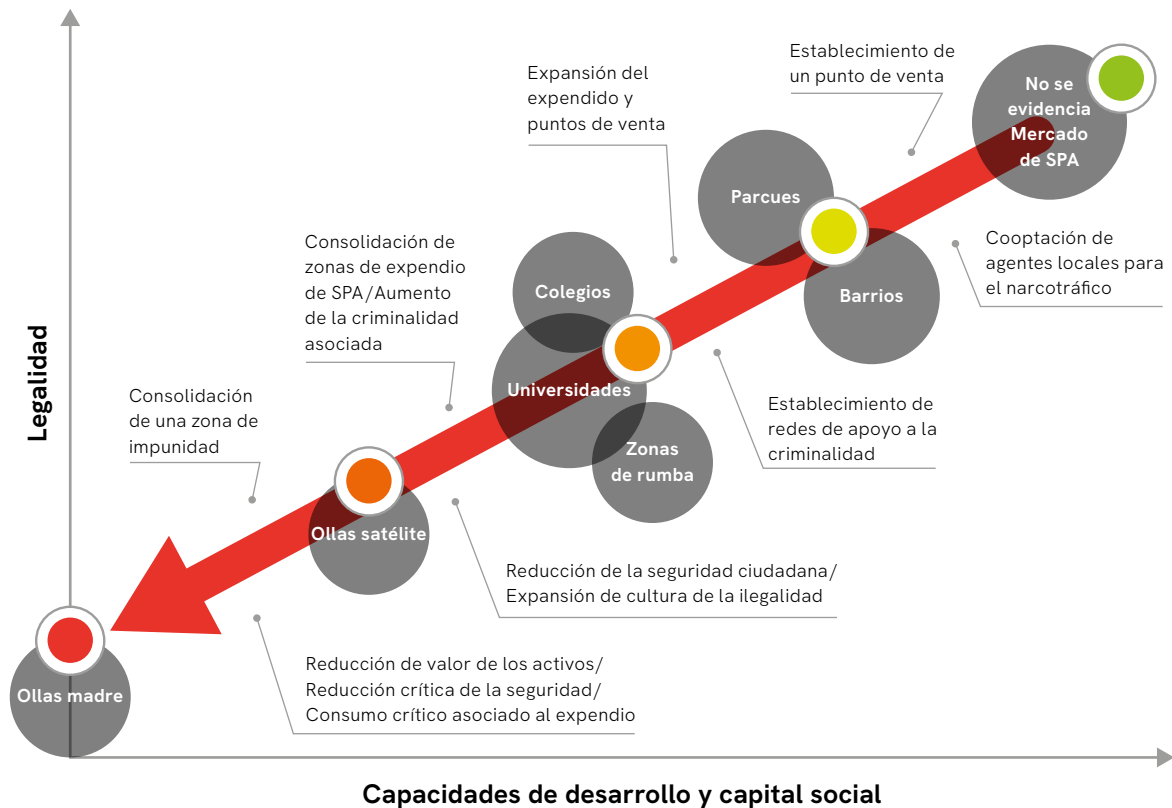 Establecimiento de
un punto de venta
No se
evidencia
Mercado
de SPA
Expansión del
expendido y
puntos de venta
Parcues
Consolidación de
zonas de expendio
de SPA/Aumento
de la criminalidad
asociada
Cooptación de
agentes locales para
el narcotráfico
Colegios
Barrios
Legalidad
Universidades
Consolidación
de una zona de
impunidad
Establecimiento de
redes de apoyo a la
criminalidad
Zonas
de rumba
Ollas satélite
Reducción de la seguridad ciudadana/
Expansión de cultura de la ilegalidad
Ollas madre
Reducción de valor de los activos/
Reducción crítica de la seguridad/
Consumo crítico asociado al expendio
Capacidades de desarrollo y capital social